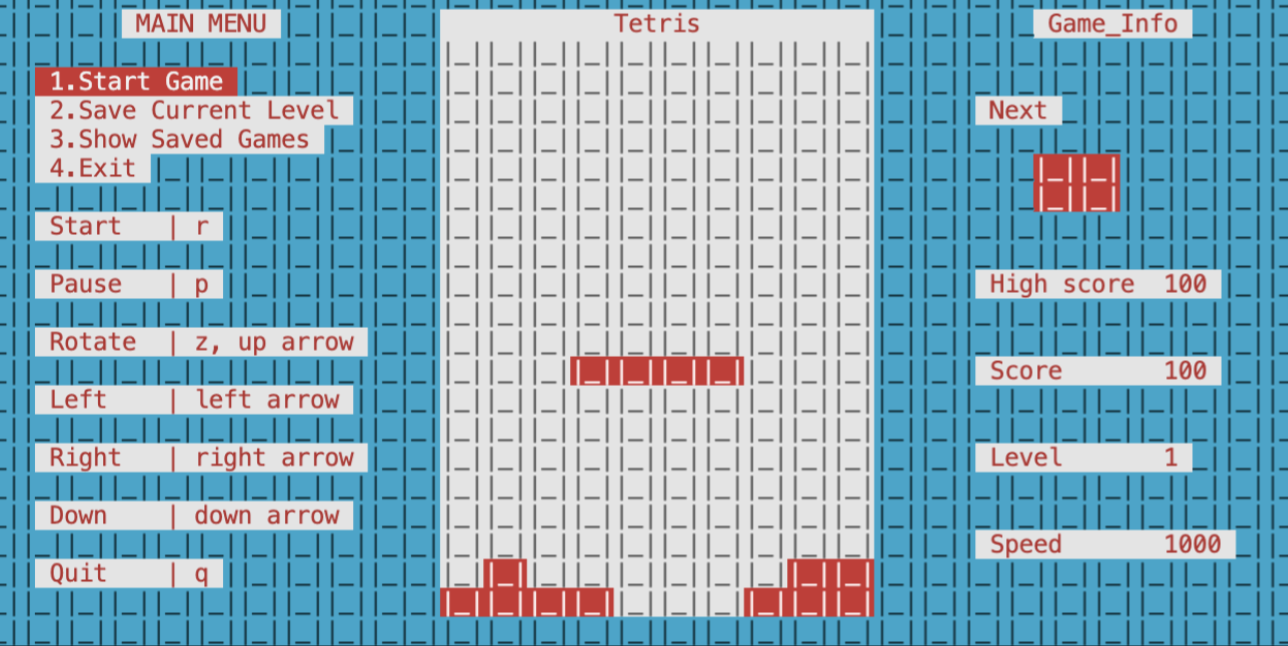 MAIN MENU
1.Start Game
2.Save Current Level
3.Show Saved Games
4.Exit
Start | r
Pause | p
Rotate | z, up arrow
Left | left arrow
Right | right arrow
Down | down arrow
Quit | q
Tetris
Game_Info
Next
High score 100
Score 100
Level 1
Speed 1000